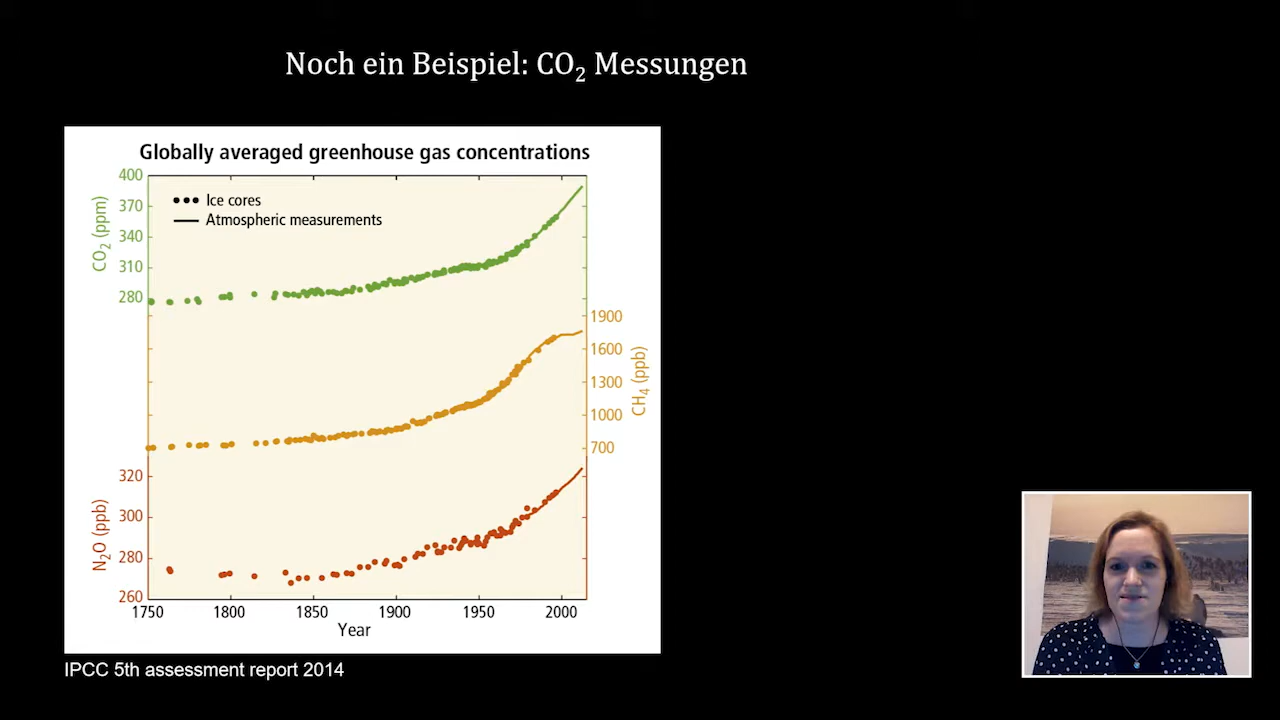 Noch ein Beispiel: CO₂ Messungen
Globally averaged greenhouse gas concentrations
Ice cores
Atmospheric measurements
CO₂ (ppm)
400
370
340
310
280
CH₄ (ppb)
1900
1600
1300
1000
700
N₂O (ppb)
320
300
280
260
1750 1800 1850 1900 1950 2000
Year
IPCC 5th assessment report 2014